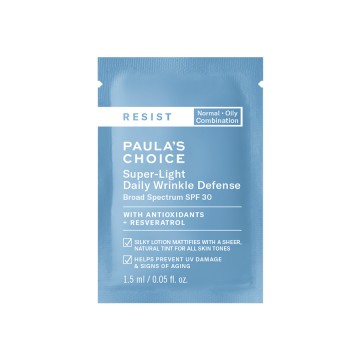 RESIST
Normal • Oily
Combination
PAULA'S
CHOICE
Super-Light
Daily Wrinkle Defense
Broad Spectrum SPF 30
WITH ANTIOXIDANTS
+ RESVERATROL
SILKY LOTION MATTIFIES WITH A SHEER,
NATURAL TINT FOR ALL SKIN TONES
HELPS PREVENT UV DAMAGE
& SIGNS OF AGING
1.5 ml / 0.05 fl. oz.